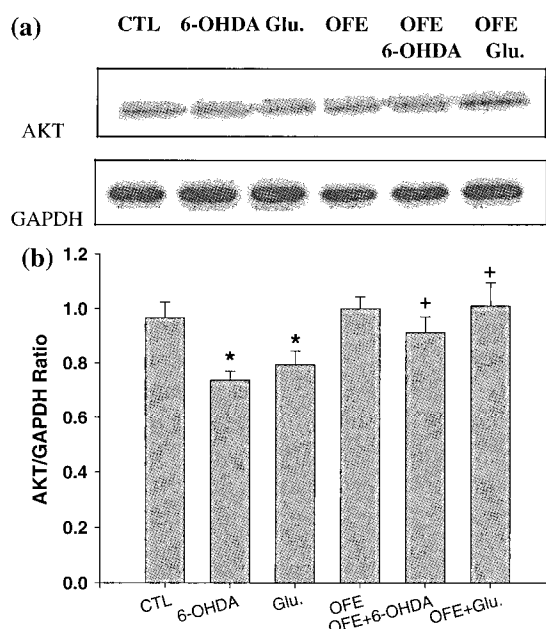 (a) CTL 6-OHDA Glu. OFE OFE OFE
6-OHDA Glu.
AKT
GAPDH
(b)
+
+
1.2
1.0
0.8
0.6
0.4
0.2
0.0
*
*
AKT/GAPDH Ratio
CTL
6-OHDA
Glu.
OFE
OFE+6-OHDA
OFE+Glu.